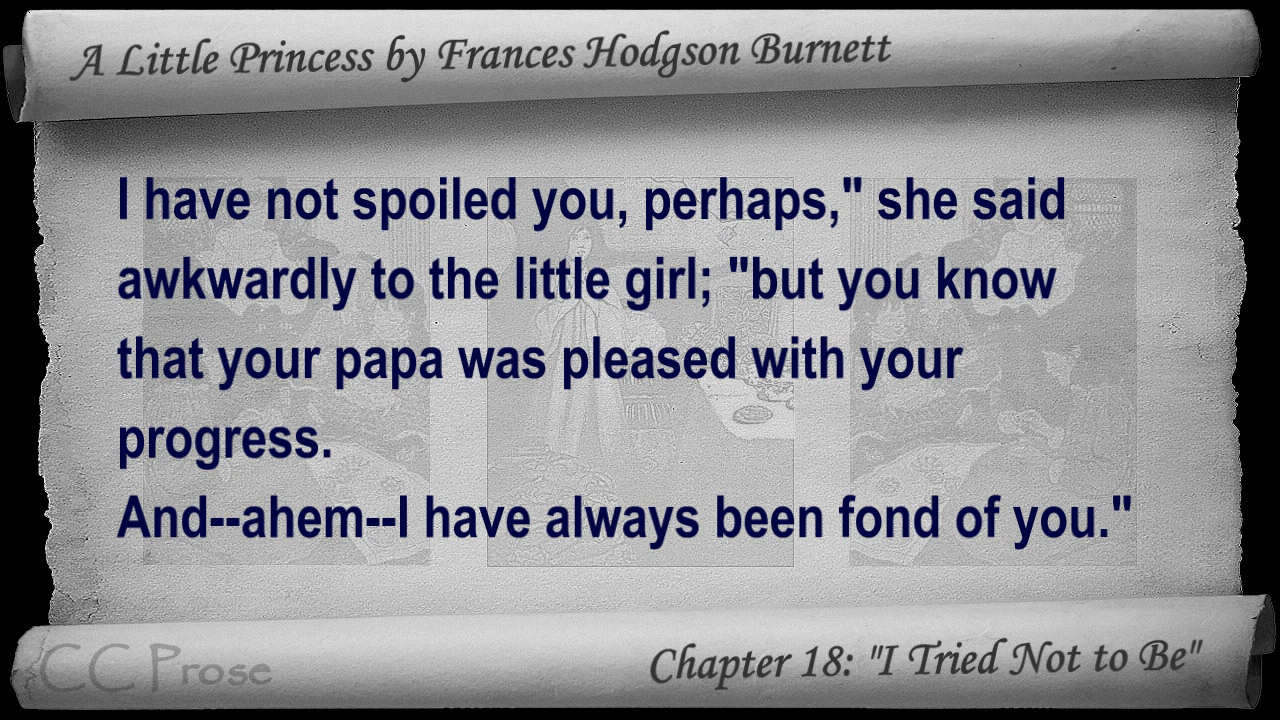 A Little Princess by Frances Hodgson Burnett
I have not spoiled you, perhaps," she said
awkwardly to the little girl; "but you know
that your papa was pleased with your
progress.
And--ahem--I have always been fond of you."
CC Prose
Chapter 18: "I Tried Not to Be"